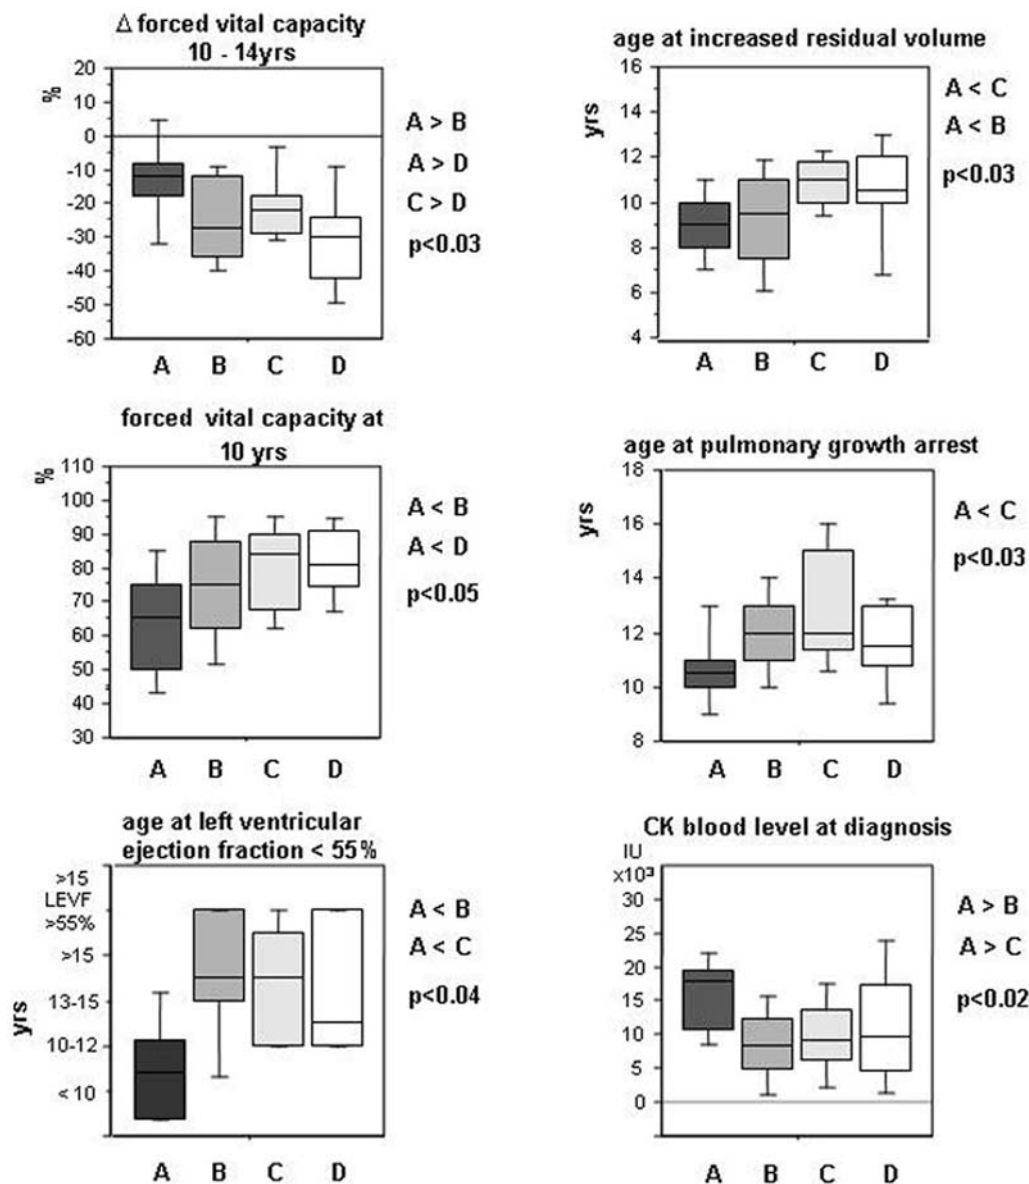 Δ forced vital capacity
10 - 14yrs
%
20
10
0
-10
-20
-30
-40
-50
-60
A B C D
A > B
A > D
C > D
p<0.03
age at increased residual volume
yrs
16
14
12
10
8
6
4
A B C D
A < C
A < B
p<0.03
forced vital capacity at
10 yrs
%
110
100
90
80
70
60
50
40
30
A B C D
A < B
A < D
p<0.05
age at pulmonary growth arrest
yrs
18
16
14
12
10
8
A B C D
A < C
p<0.03
age at left ventricular
ejection fraction < 55%
yrs
>15
LEVF
>55%
>15
13-15
10-12
< 10
A B C D
A < B
A < C
p<0.04
CK blood level at diagnosis
IU
x10³
30
25
20
15
10
5
0
A B C D
A > B
A > C
p<0.02